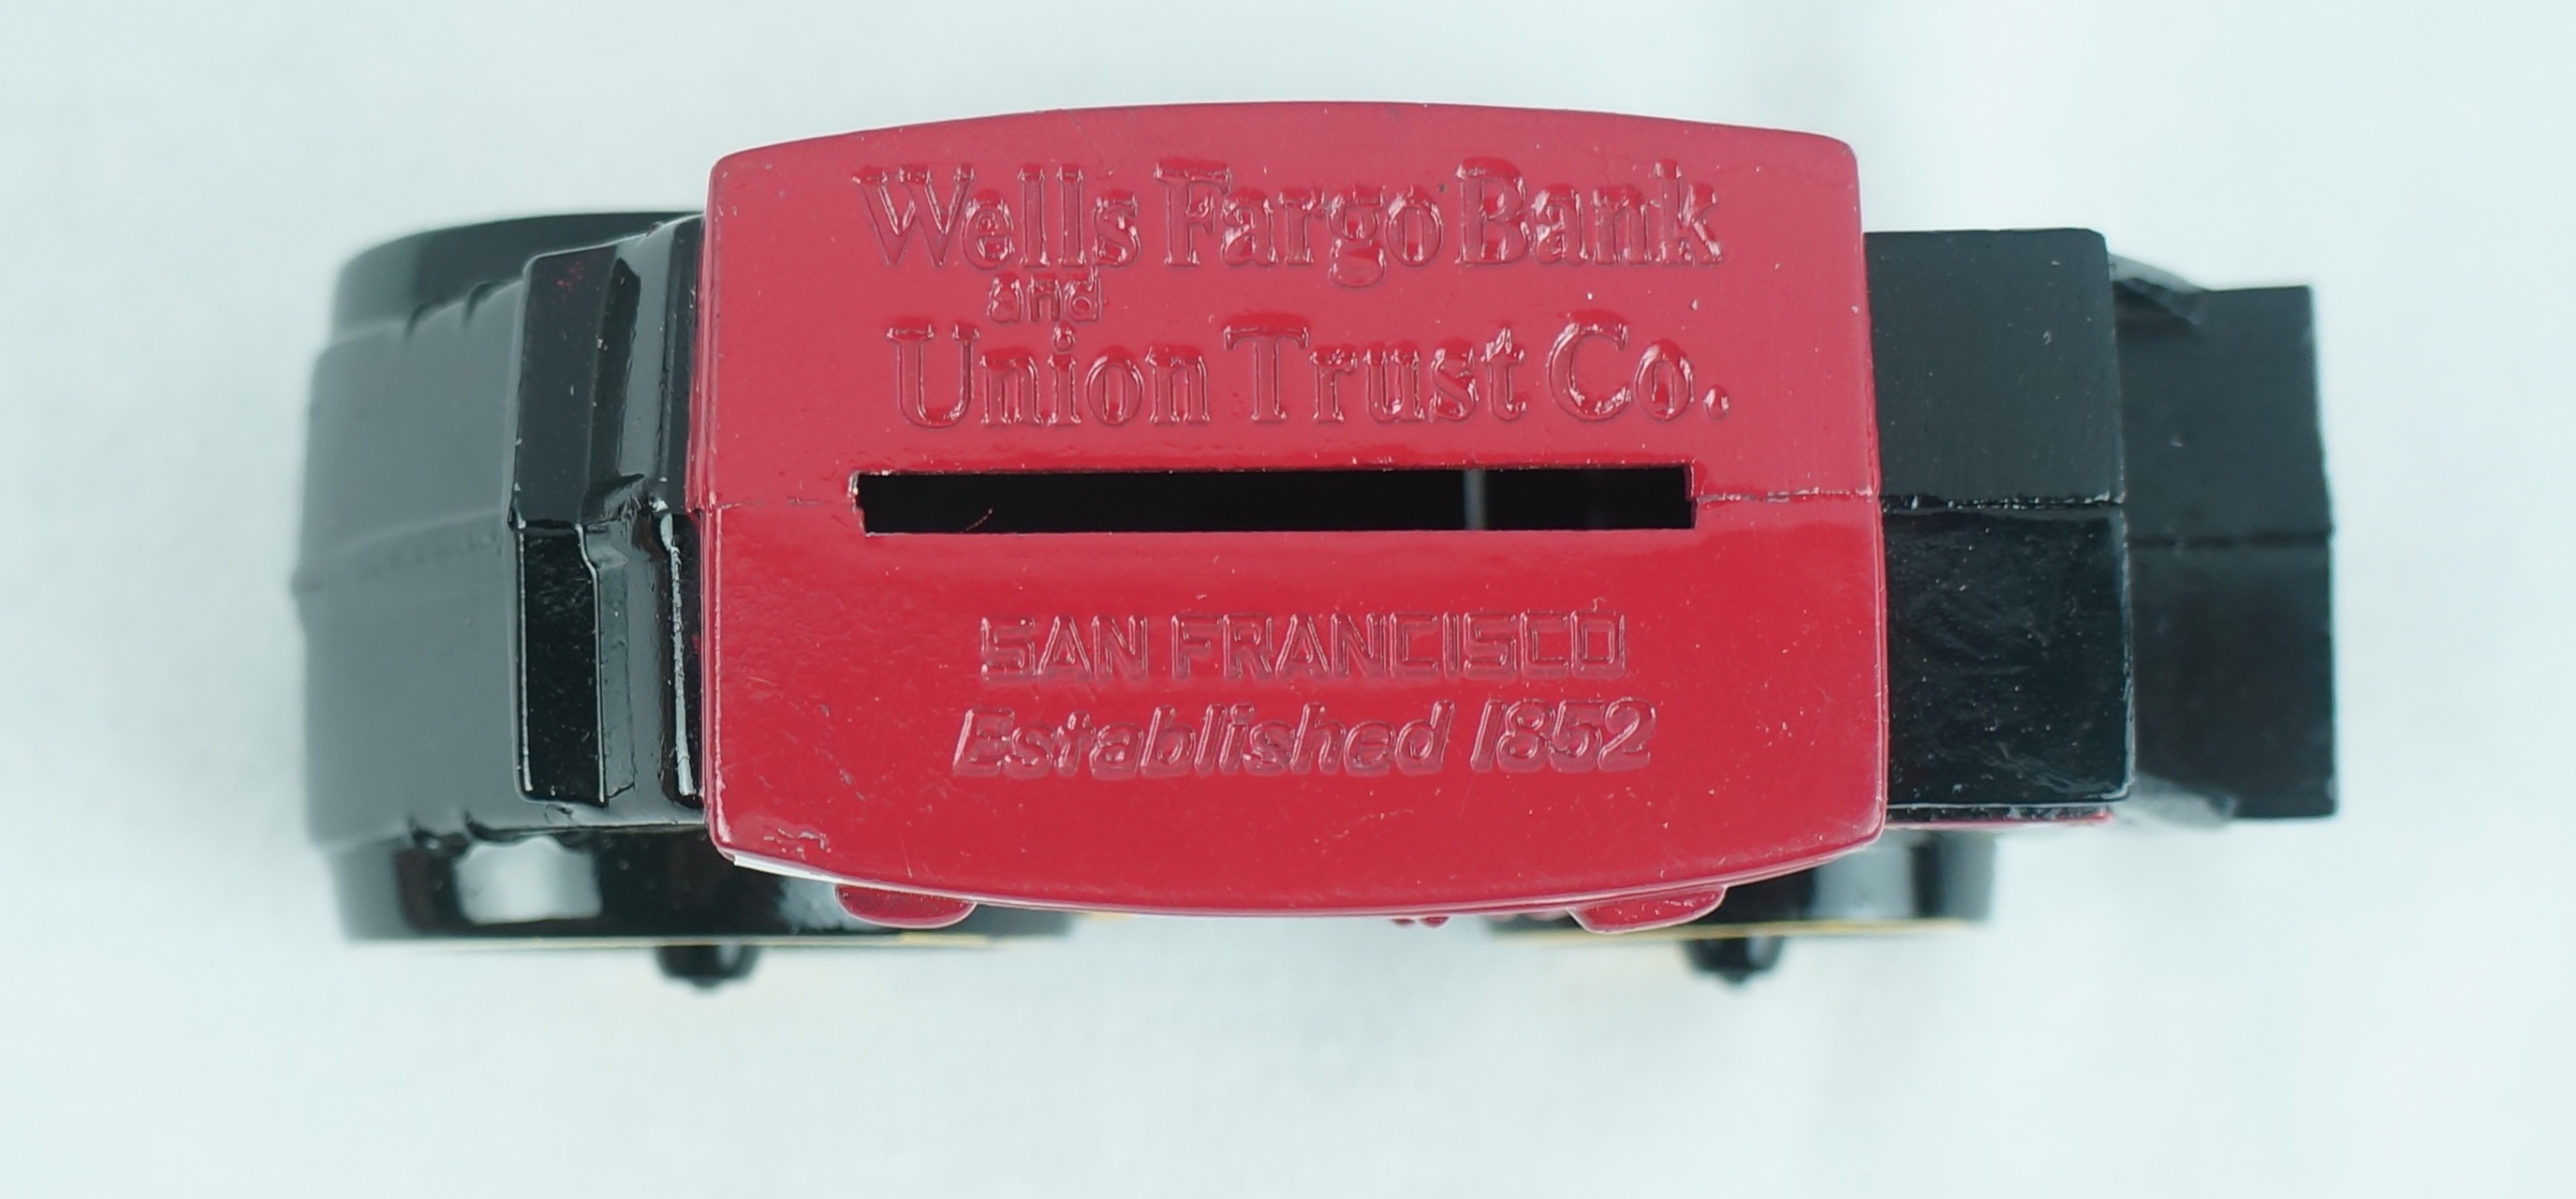 Wells Fargo Bank
and
Union Trust Co.
SAN FRANCISCO
Established 1852